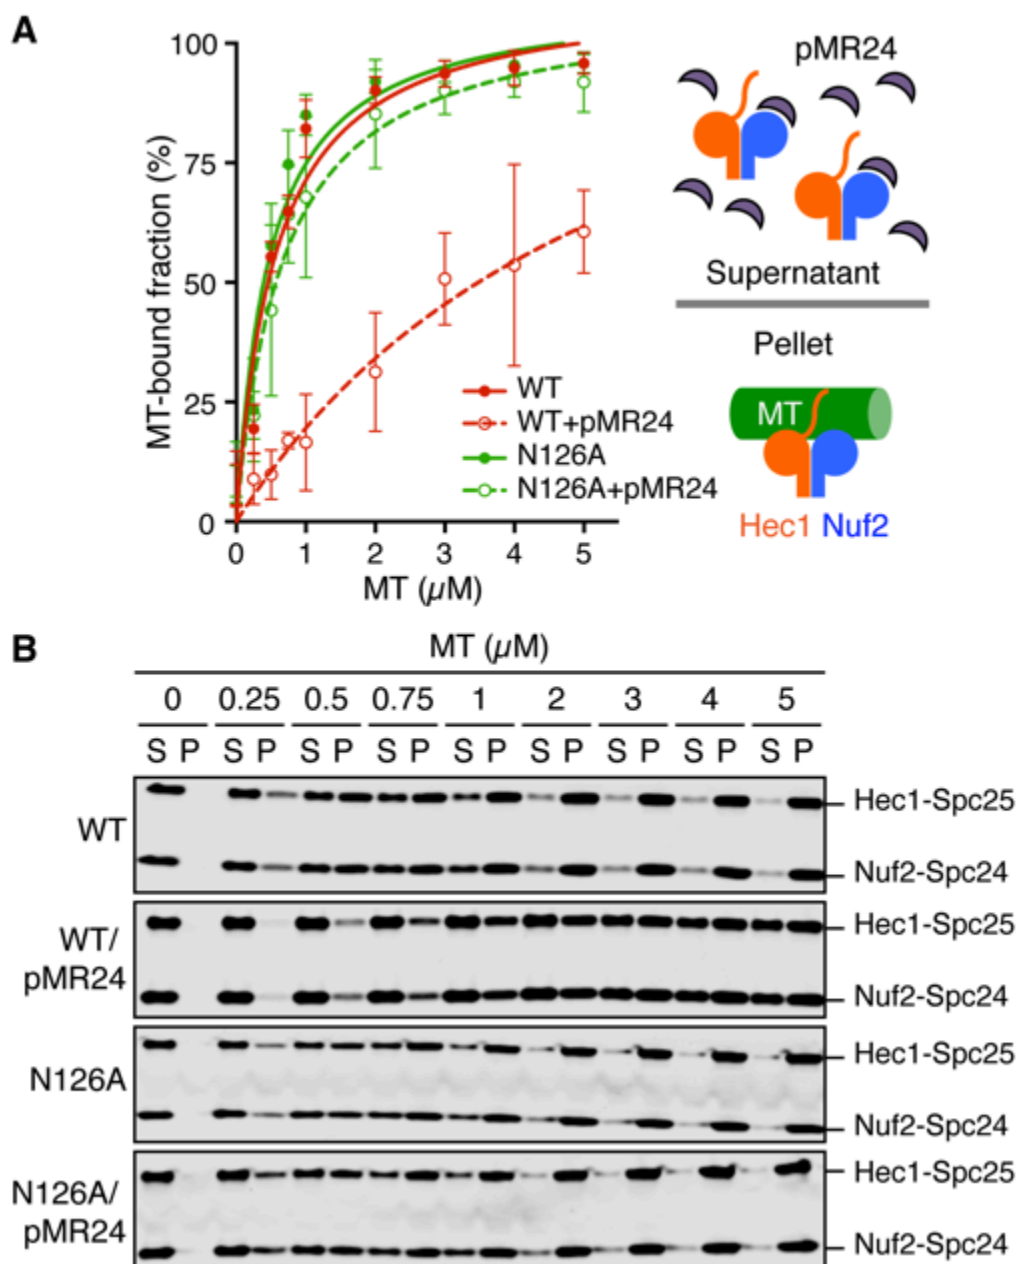 A
100
75
50
25
0
MT-bound fraction (%)
0 1 2 3 4 5
MT (μM)
WT
WT+pMR24
N126A
N126A+pMR24
pMR24
Supernatant
Pellet
MT
Hec1 Nuf2
B
MT (μM)
0 0.25 0.5 0.75 1 2 3 4 5
S P S P S P S P S P S P S P S P S P
WT
Hec1-Spc25
Nuf2-Spc24
WT/
pMR24
Hec1-Spc25
Nuf2-Spc24
N126A
Hec1-Spc25
Nuf2-Spc24
N126A/
pMR24
Hec1-Spc25
Nuf2-Spc24